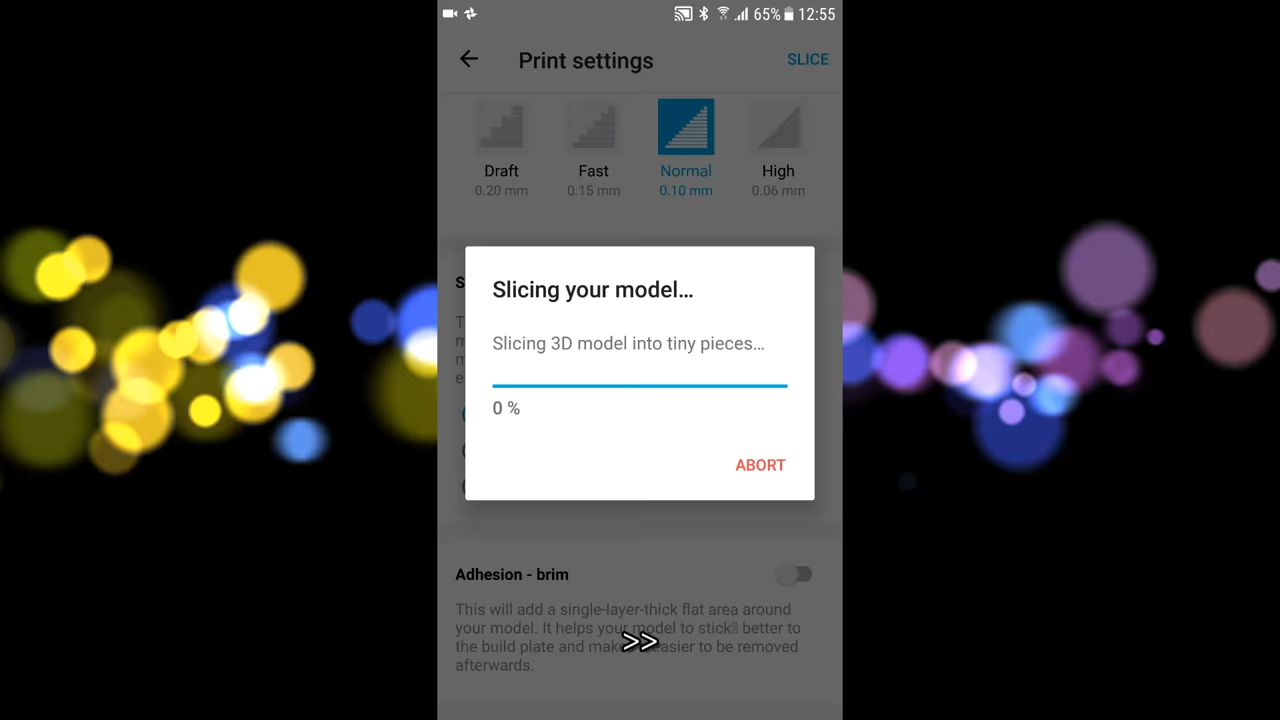 65% 12:55
Print settings
SLICE
Draft
Fast
Normal
High
0.20 mm
0.15 mm
0.10 mm
0.06 mm
Slicing your model…
Slicing 3D model into tiny pieces…
0 %
ABORT
Adhesion - brim
This will add a single-layer-thick flat area around
your model. It helps your model to stick better to
the build plate and easier to be removed
afterwards.
>>